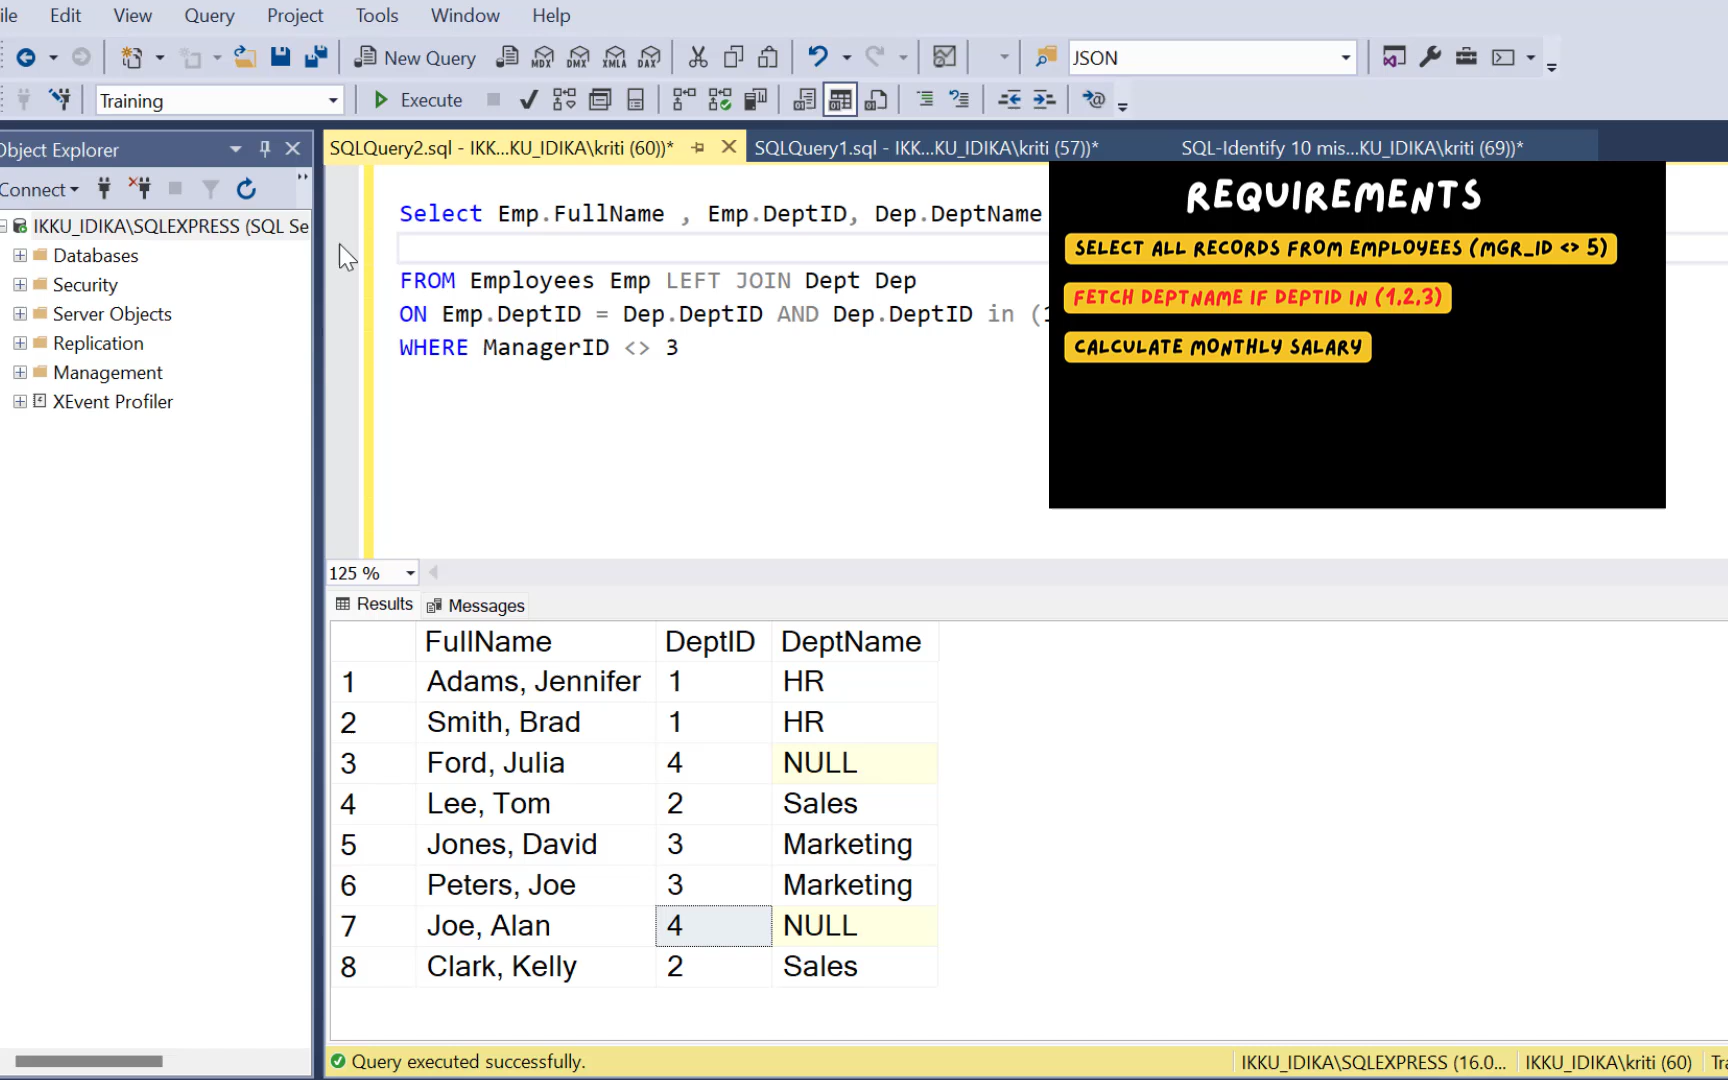 ile Edit View Query Project Tools Window Help
New Query MDX DMX XMLA DAX JSON
Training Execute
Object Explorer
SQLQuery2.sql - IKK...KU_IDIKA\kriti (60))* SQLQuery1.sql - IKK...KU_IDIKA\kriti (57))* SQL-Identify 10 mis...KU_IDIKA\kriti (69))*
Connect
IKKU_IDIKA\SQLEXPRESS (SQL Se
Databases
Security
Server Objects
Replication
Management
XEvent Profiler
Select Emp.FullName , Emp.DeptID, Dep.DeptName
FROM Employees Emp LEFT JOIN Dept Dep
ON Emp.DeptID = Dep.DeptID AND Dep.DeptID in (1
WHERE ManagerID <> 3
REQUIREMENTS
SELECT ALL RECORDS FROM EMPLOYEES (MGR_ID <> 5)
FETCH DEPTNAME IF DEPTID IN (1,2,3)
CALCULATE MONTHLY SALARY
125 %
Results Messages
FullName DeptID DeptName
1 Adams, Jennifer 1 HR
2 Smith, Brad 1 HR
3 Ford, Julia 4 NULL
4 Lee, Tom 2 Sales
5 Jones, David 3 Marketing
6 Peters, Joe 3 Marketing
7 Joe, Alan 4 NULL
8 Clark, Kelly 2 Sales
Query executed successfully. IKKU_IDIKA\SQLEXPRESS (16.0... IKKU_IDIKA\kriti (60) Tra